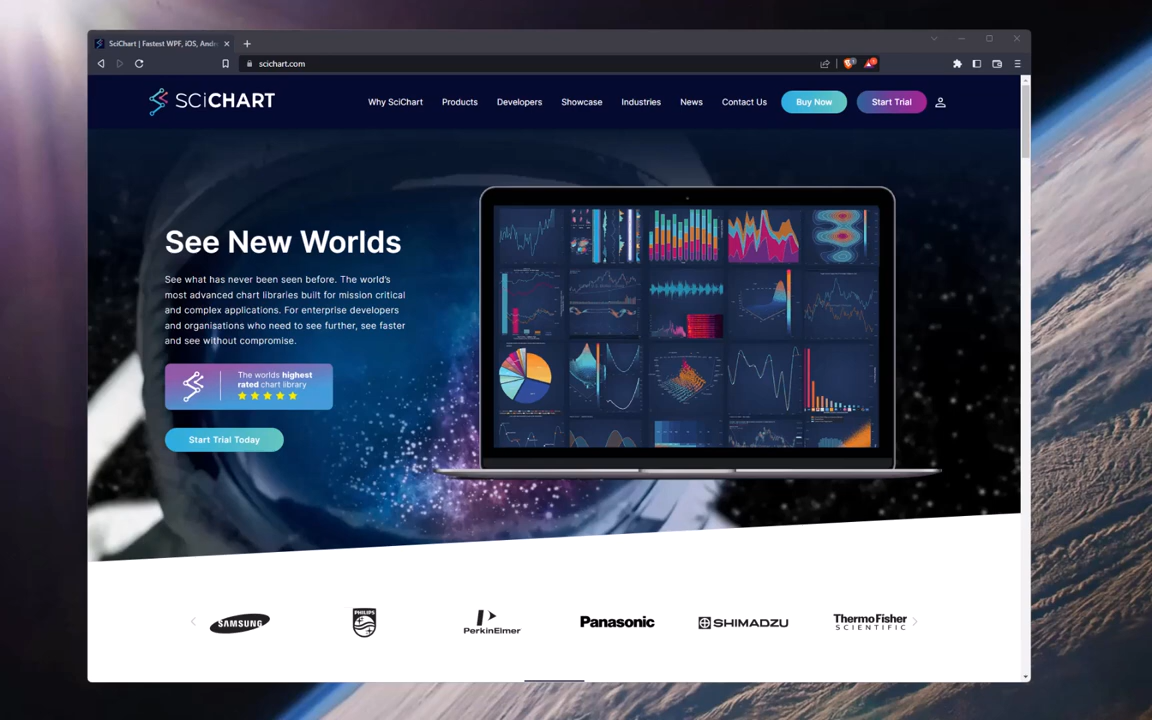 SciChart | Fastest WPF, iOS, Andr
scichart.com
SCiCHART
Why SciChart
Products
Developers
Showcase
Industries
News
Contact Us
Buy Now
Start Trial
See New Worlds
See what has never been seen before. The world's
most advanced chart libraries built for mission critical
and complex applications. For enterprise developers
and organisations who need to see further, see faster
and see without compromise.
The worlds highest
rated chart library
Start Trial Today
SAMSUNG
PHILIPS
PerkinElmer
Panasonic
SHIMADZU
ThermoFisher
SCIENTIFIC